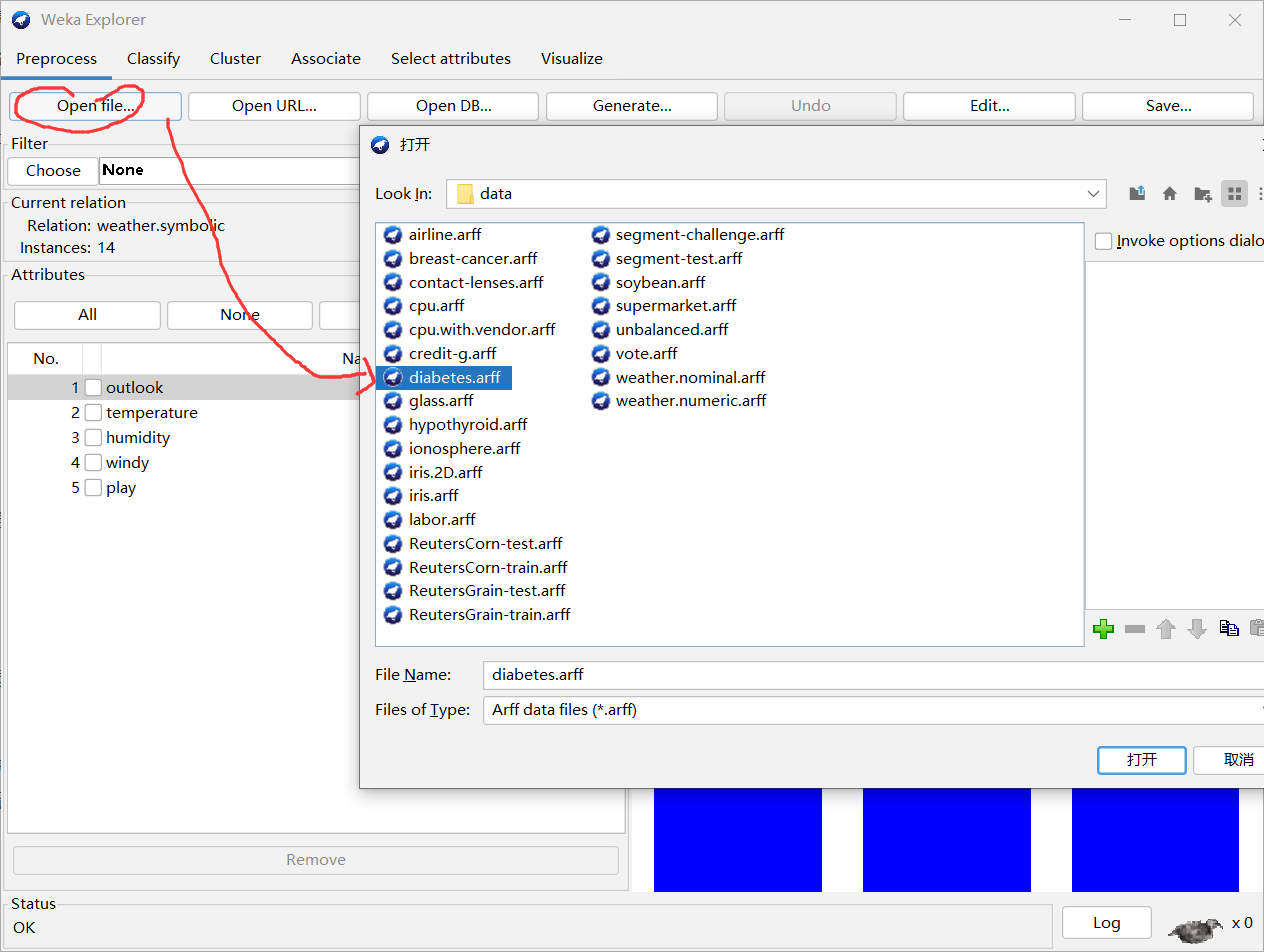 Weka Explorer
Preprocess Classify Cluster Associate Select attributes Visualize
Open file... Open URL... Open DB... Generate... Undo Edit... Save...
Filter
Choose None
Current relation
Relation: weather.symbolic
Instances: 14
Attributes
All None
No. Na
1 outlook
2 temperature
3 humidity
4 windy
5 play
Remove
Status
OK
Log x 0
打开
Look In: data
Invoke options dialo
airline.arff
breast-cancer.arff
contact-lenses.arff
cpu.arff
cpu.with.vendor.arff
credit-g.arff
diabetes.arff
glass.arff
hypothyroid.arff
ionosphere.arff
iris.2D.arff
iris.arff
labor.arff
ReutersCorn-test.arff
ReutersCorn-train.arff
ReutersGrain-test.arff
ReutersGrain-train.arff
segment-challenge.arff
segment-test.arff
soybean.arff
supermarket.arff
unbalanced.arff
vote.arff
weather.nominal.arff
weather.numeric.arff
File Name: diabetes.arff
Files of Type: Arff data files (*.arff)
打开 取消